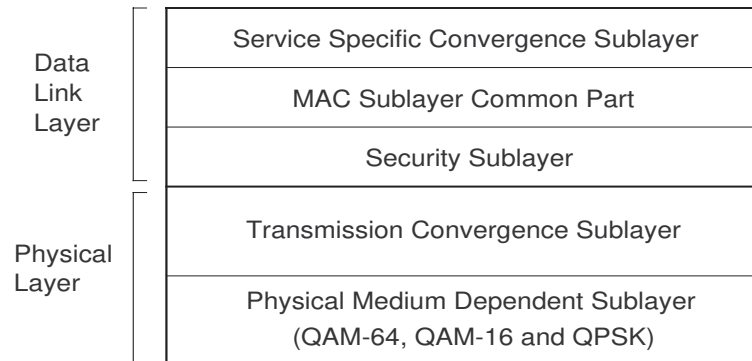 Data
Link
Layer
Service Specific Convergence Sublayer
MAC Sublayer Common Part
Security Sublayer
Physical
Layer
Transmission Convergence Sublayer
Physical Medium Dependent Sublayer
(QAM-64, QAM-16 and QPSK)